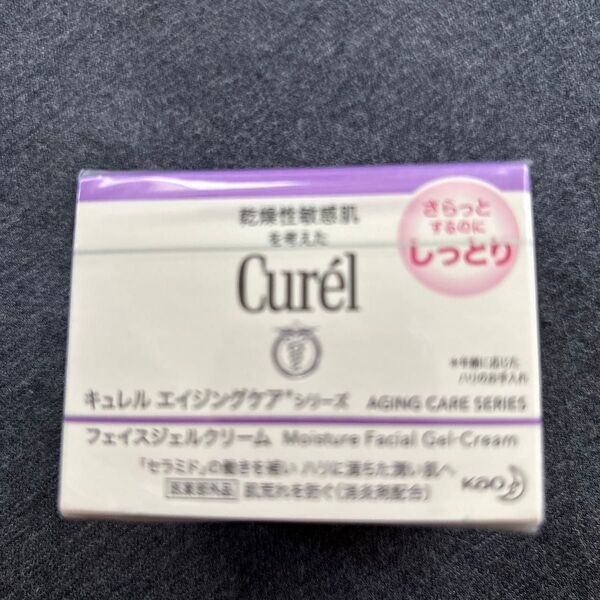 乾燥性敏感肌
を考えた
Curél
さらっと
するのに
しっとり
*年齢に応じた
ハリのお手入れ
キュレル エイジングケア*シリーズ AGING CARE SERIES
フェイスジェルクリーム Moisture Facial Gel-Cream
「セラミド」の働きを補い ハリに満ちた潤い肌へ
医薬部外品 肌荒れを防ぐ(消炎剤配合)
Kao